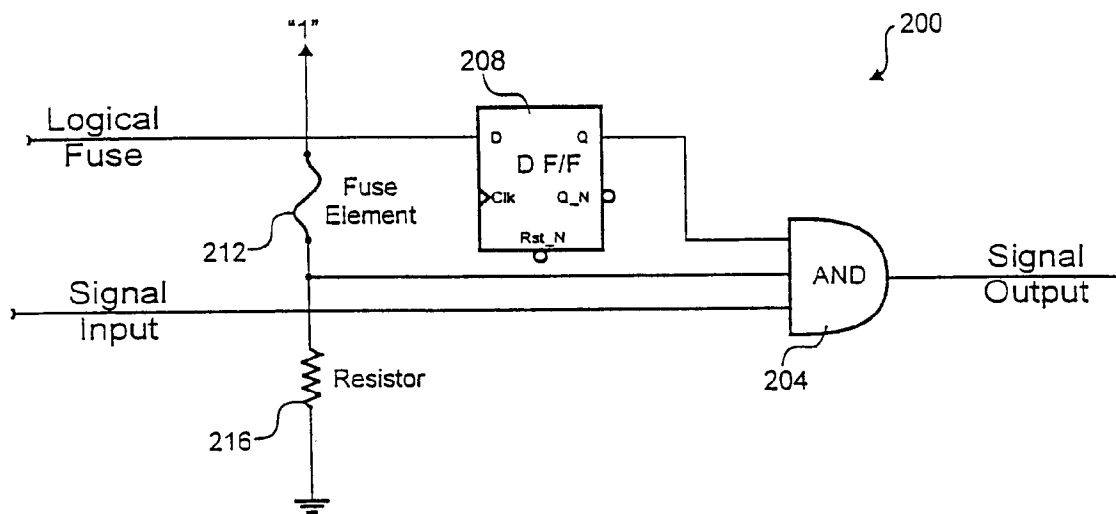 "1"
200
208
Logical
Fuse
D
Q
D F/F
Clk
Q_N
Rst_N
Fuse
Element
212
AND
Signal
Output
Signal
Input
204
Resistor
216